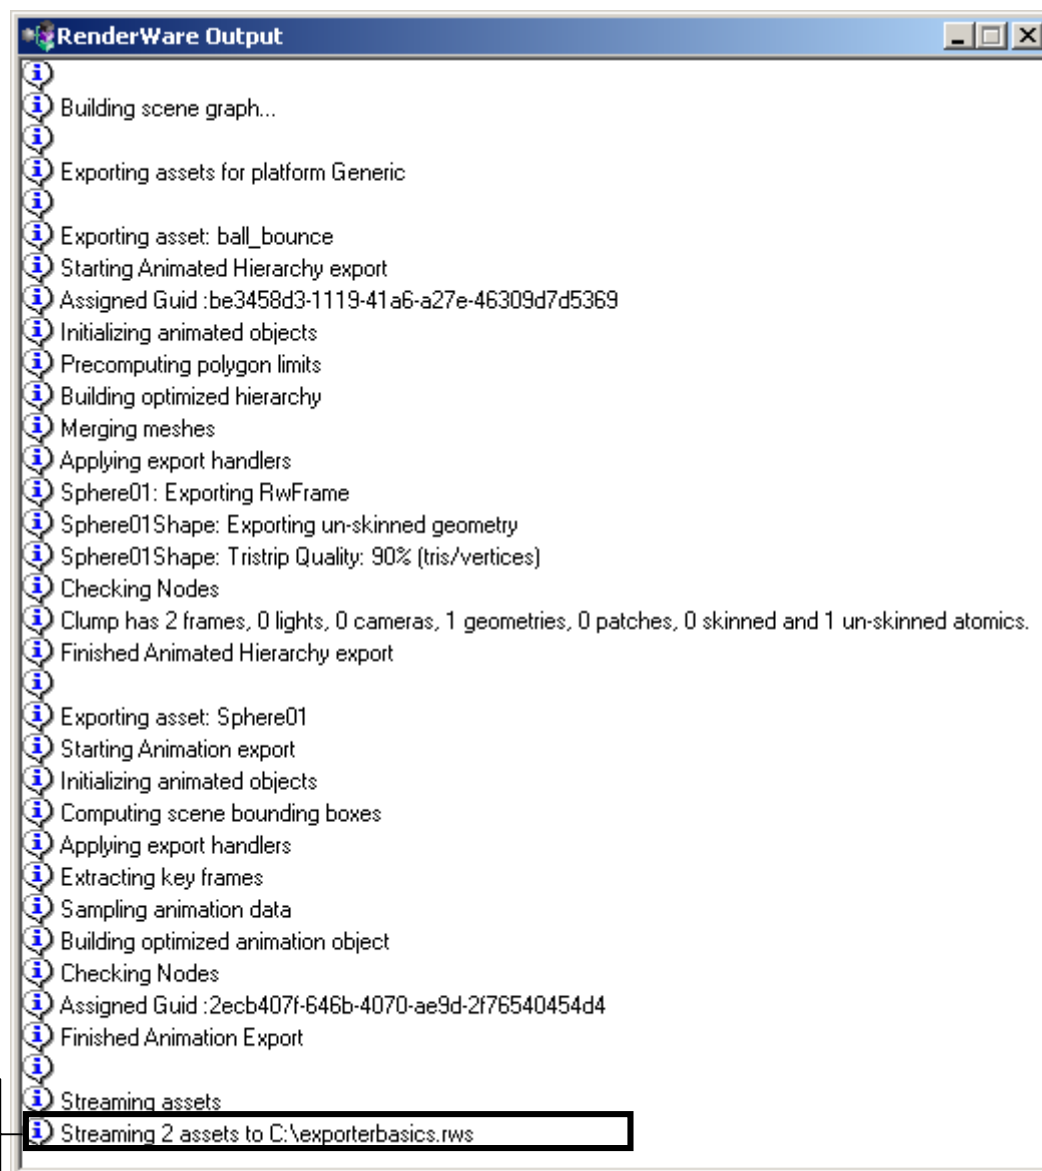 RenderWare Output
Building scene graph...
Exporting assets for platform Generic
Exporting asset: ball_bounce
Starting Animated Hierarchy export
Assigned Guid :be3458d3-1119-41a6-a27e-46309d7d5369
Initializing animated objects
Precomputing polygon limits
Building optimized hierarchy
Merging meshes
Applying export handlers
Sphere01: Exporting RwFrame
Sphere01Shape: Exporting un-skinned geometry
Sphere01Shape: Tristrip Quality: 90% (tris/vertices)
Checking Nodes
Clump has 2 frames, 0 lights, 0 cameras, 1 geometries, 0 patches, 0 skinned and 1 un-skinned atomics.
Finished Animated Hierarchy export
Exporting asset: Sphere01
Starting Animation export
Initializing animated objects
Computing scene bounding boxes
Applying export handlers
Extracting key frames
Sampling animation data
Building optimized animation object
Checking Nodes
Assigned Guid :2ecb407f-646b-4070-ae9d-2f76540454d4
Finished Animation Export
Streaming assets
Streaming 2 assets to C:\exporterbasics.rws